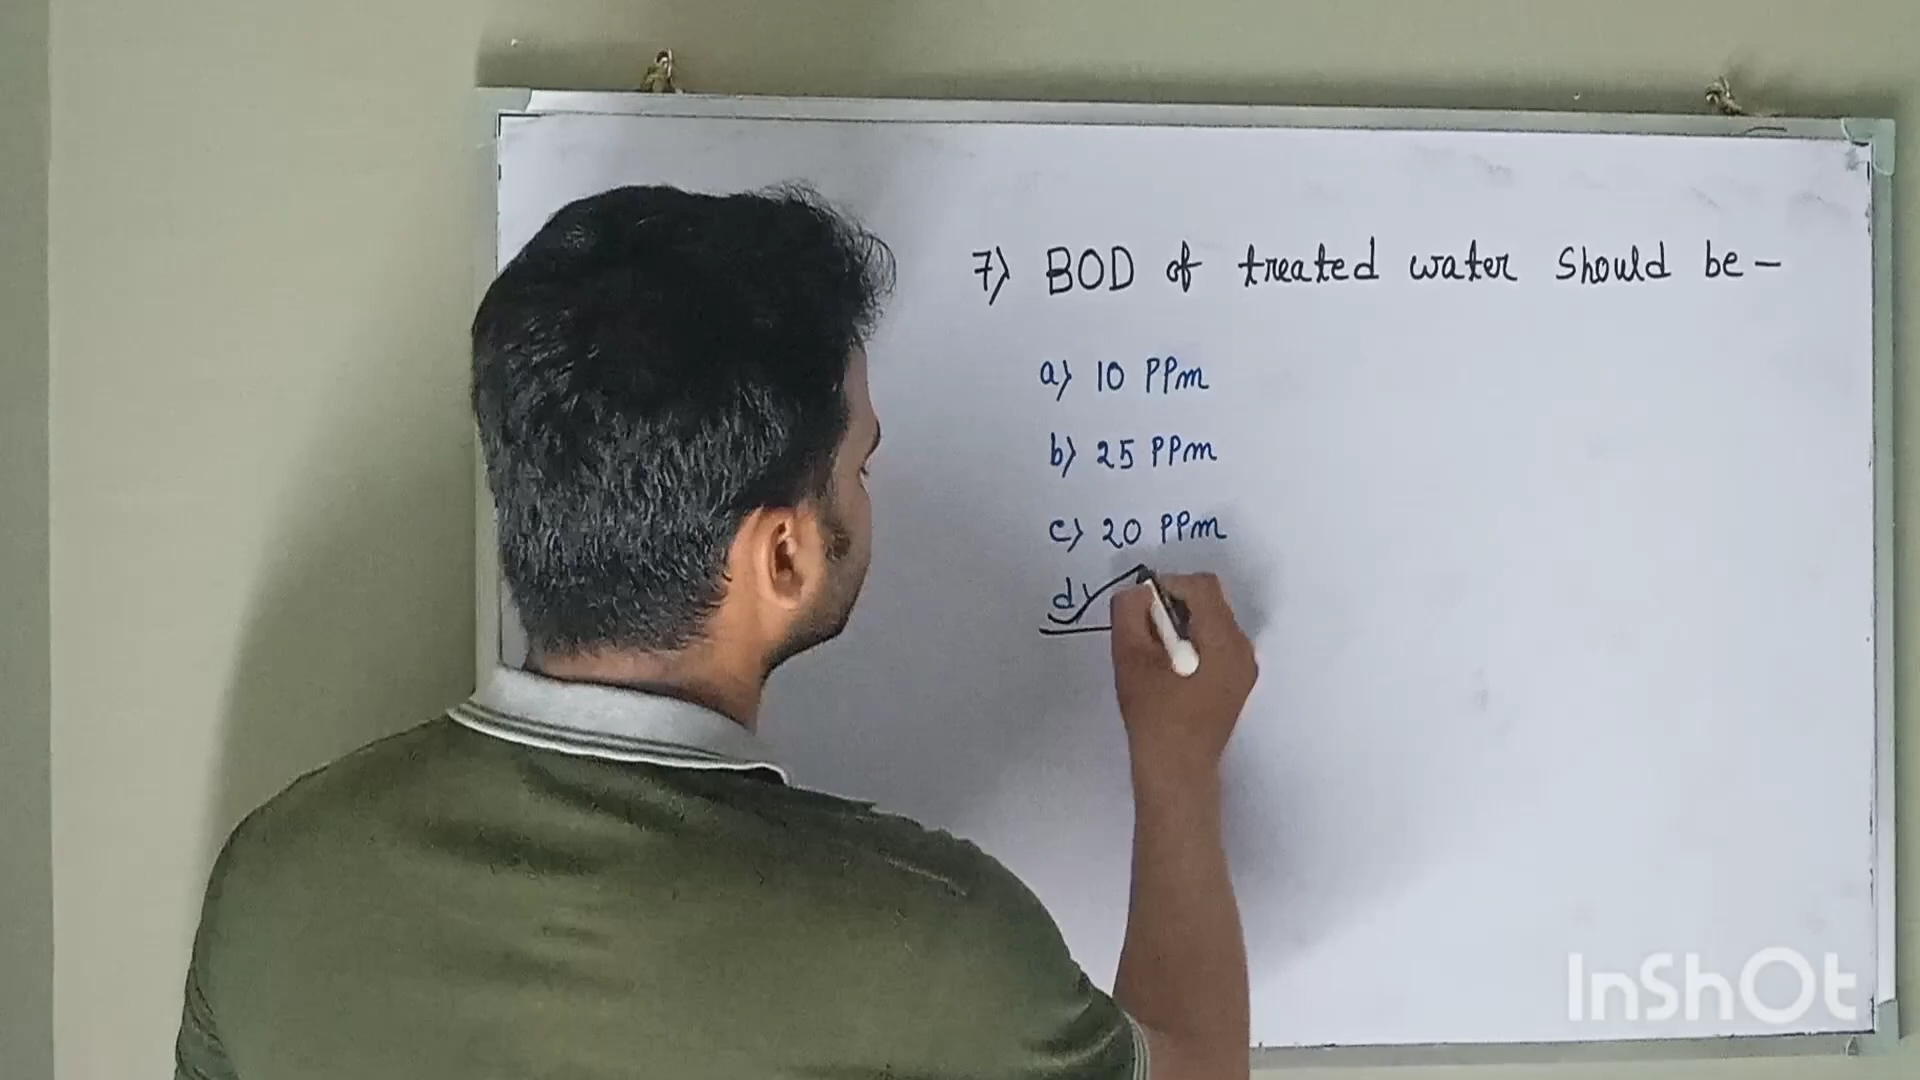 7) BOD of treated water should be -
a) 10 PPm
b) 25 PPm
c) 20 PPm
d)
InShOt